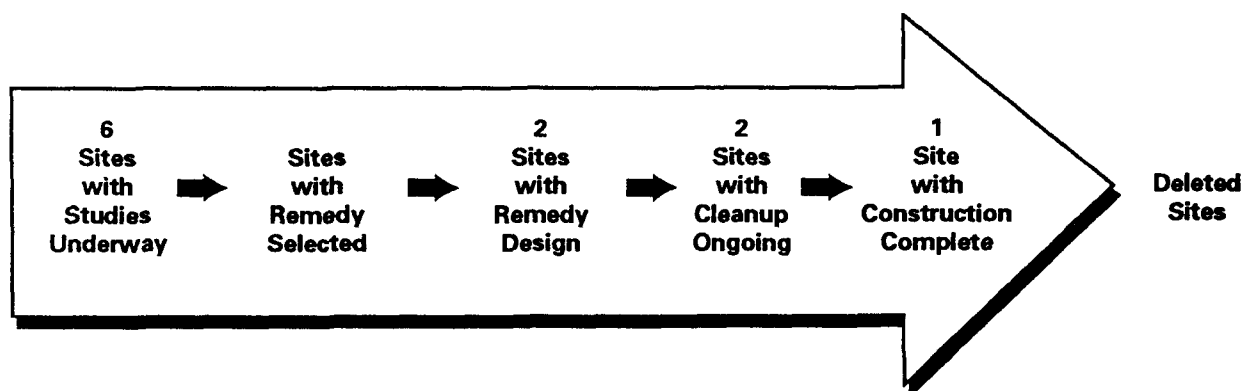 6
Sites
with
Studies
Underway
Sites
with
Remedy
Selected
2
Sites
with
Remedy
Design
2
Sites
with
Cleanup
Ongoing
1
Site
with
Construction
Complete
Deleted
Sites